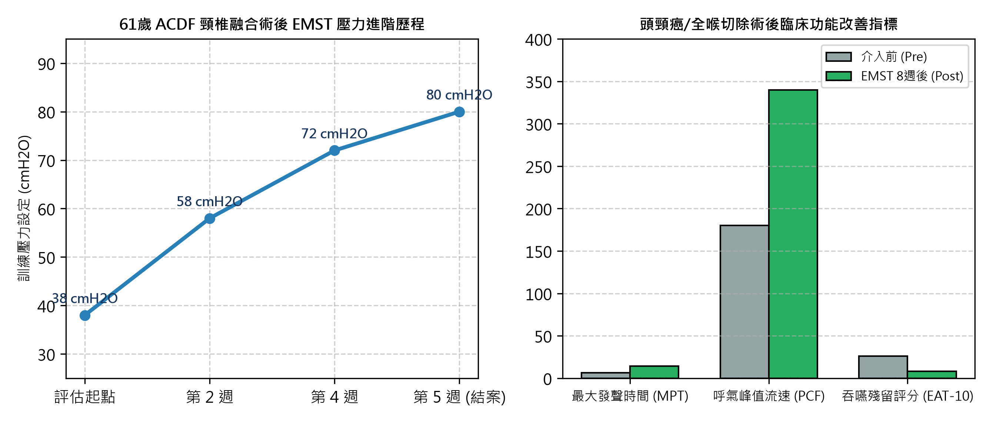 61歲 ACDF 頸椎融合術後 EMST 壓力進階歷程
訓練壓力設定 (cmH2O)
90
80
70
60
50
40
30
38 cmH2O
58 cmH2O
72 cmH2O
80 cmH2O
評估起點
第 2 週
第 4 週
第 5 週 (結案)
頭頸癌/全喉切除術後臨床功能改善指標
400
350
300
250
200
150
100
50
0
介入前 (Pre)
EMST 8週後 (Post)
最大發聲時間 (MPT)
呼氣峰值流速 (PCF)
吞嚥殘留評分 (EAT-10)